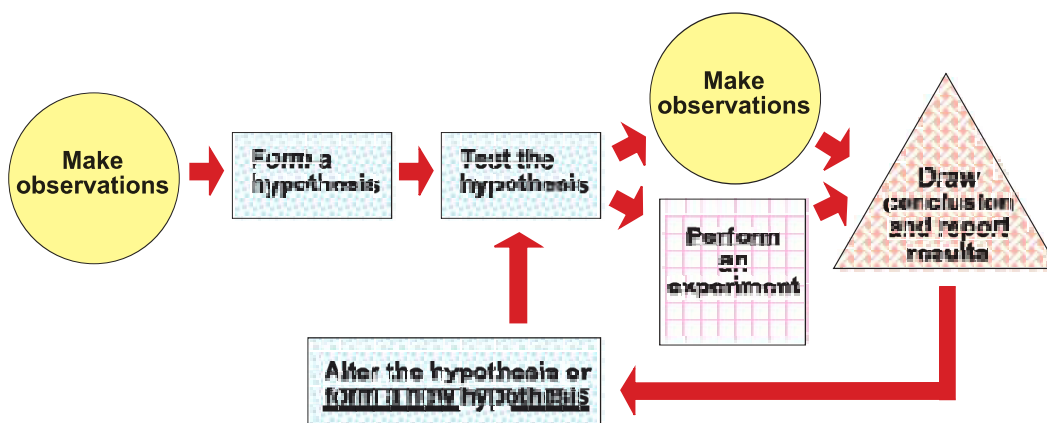 Make
observations
Form a
hypothesis
Test the
hypothesis
Make
observations
Perform
an
experiment
Draw
conclusion
and report
results
Alter the hypothesis or
form a new hypothesis